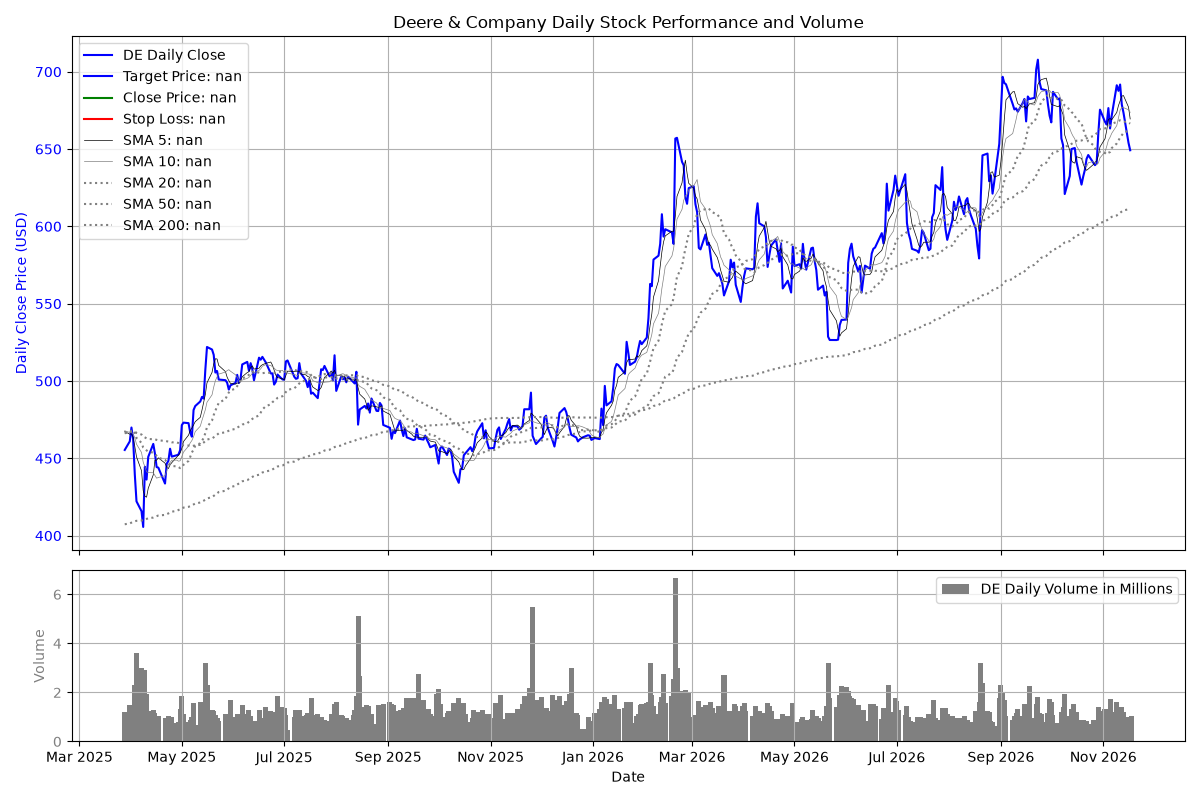 Deere & Company Daily Stock Performance and Volume
DE Daily Close
Target Price: nan
Close Price: nan
Stop Loss: nan
SMA 5: nan
SMA 10: nan
SMA 20: nan
SMA 50: nan
SMA 200: nan
Daily Close Price (USD)
700
650
600
550
500
450
400
DE Daily Volume in Millions
Volume
6
4
2
0
Mar 2025 May 2025 Jul 2025 Sep 2025 Nov 2025 Jan 2026 Mar 2026 May 2026 Jul 2026 Sep 2026 Nov 2026
Date